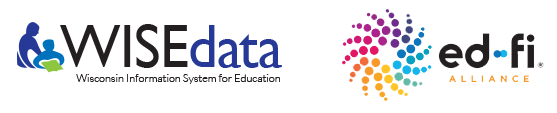 WISEdata
Wisconsin Information System for Education
ed-fi
ALLIANCE